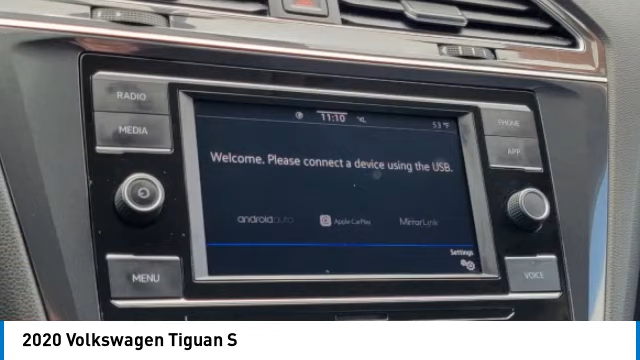 RADIO
MEDIA
MENU
11:10
53 °F
Welcome. Please connect a device using the USB.
androidauto
Apple CarPlay
MirrorLink
Settings
PHONE
APP
VOICE
2020 Volkswagen Tiguan S